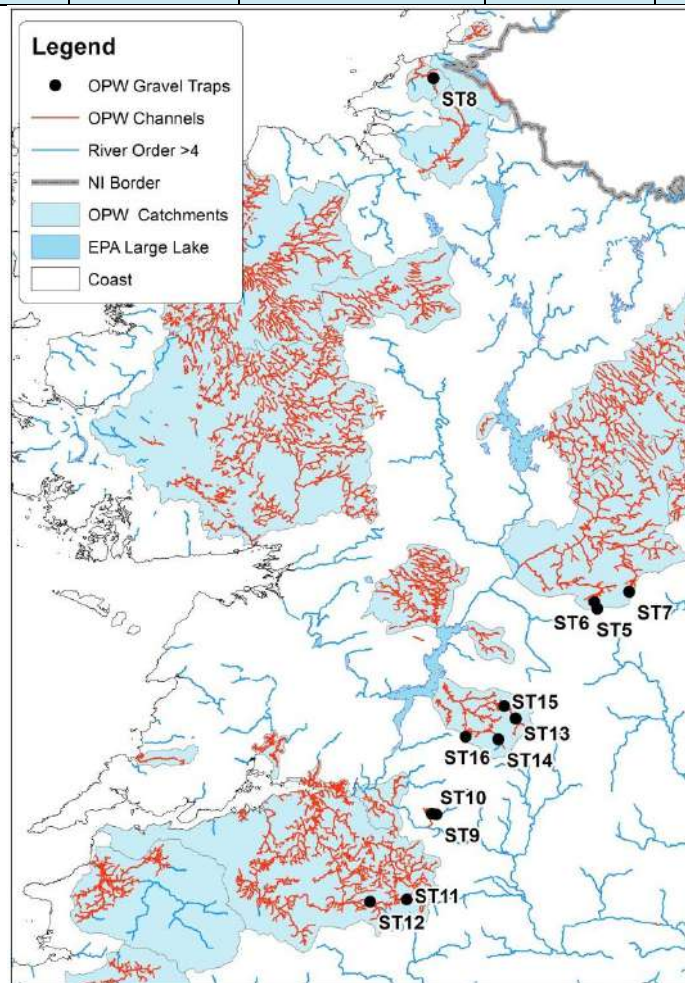 Legend
OPW Gravel Traps
OPW Channels
River Order >4
NI Border
OPW Catchments
EPA Large Lake
Coast
ST8
ST7
ST6
ST5
ST15
ST13
ST16
ST14
ST10
ST9
ST11
ST12